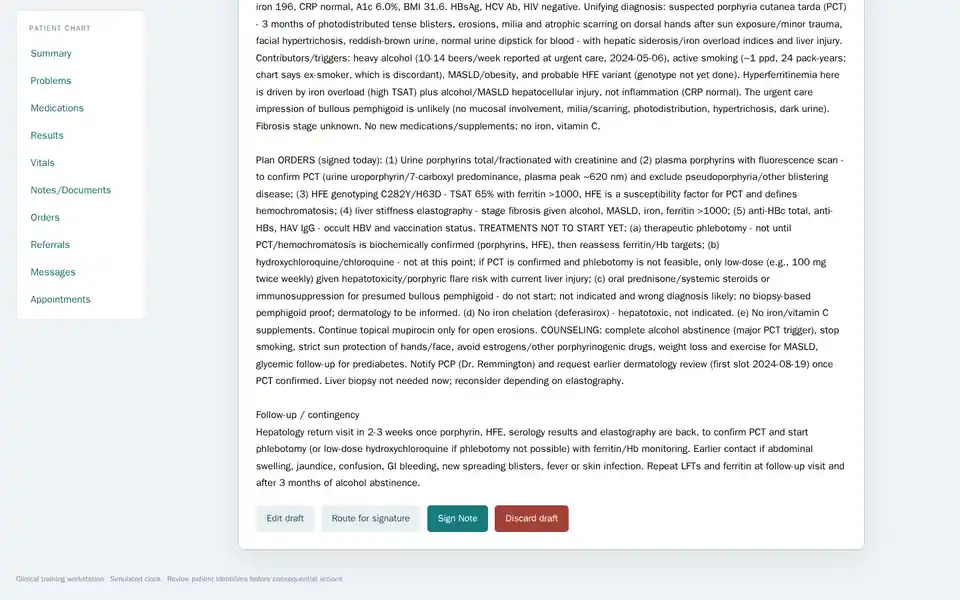 iron 196, CRP normal, A1c 6.0%, BMI 31.6. HBsAg, HCV Ab, HIV negative. Unifying diagnosis: suspected porphyria cutanea tarda (PCT)
- 3 months of photodistributed tense blisters, erosions, milia and atrophic scarring on dorsal hands after sun exposure/minor trauma,
facial hypertrichosis, reddish-brown urine, normal urine dipstick for blood - with hepatic siderosis/iron overload indices and liver injury.
Contributors/triggers: heavy alcohol (10-14 beers/week reported at urgent care, 2024-05-06), active smoking (~1 ppd, 24 pack-years;
chart says ex-smoker, which is discordant), MASLD/obesity, and probable HFE variant (genotype not yet done). Hyperferritinemia here
is driven by iron overload (high TSAT) plus alcohol/MASLD hepatocellular injury, not inflammation (CRP normal). The urgent care
impression of bullous pemphigoid is unlikely (no mucosal involvement, milia/scarring, photodistribution, hypertrichosis, dark urine).
Fibrosis stage unknown. No new medications/supplements; no iron, vitamin C.
Plan ORDERS (signed today): (1) Urine porphyrins total/fractionated with creatinine and (2) plasma porphyrins with fluorescence scan -
to confirm PCT (urine uroporphyrin/7-carboxyl predominance, plasma peak ~620 nm) and exclude pseudoporphyria/other blistering
disease; (3) HFE genotyping C282Y/H63D - TSAT 65% with ferritin >1000, HFE is a susceptibility factor for PCT and defines
hemochromatosis; (4) liver stiffness elastography - stage fibrosis given alcohol, MASLD, iron, ferritin >1000; (5) anti-HBc total, anti-
HBs, HAV IgG - occult HBV and vaccination status. TREATMENTS NOT TO START YET: (a) therapeutic phlebotomy - not until
PCT/hemochromatosis is biochemically confirmed (porphyrins, HFE), then reassess ferritin/Hb targets; (b)
hydroxychloroquine/chloroquine - not at this point; if PCT is confirmed and phlebotomy is not feasible, only low-dose (e.g., 100 mg
twice weekly) given hepatotoxicity/porphyric flare risk with current liver injury; (c) oral prednisone/systemic steroids or
immunosuppression for presumed bullous pemphigoid - do not start; not indicated and wrong diagnosis likely; no biopsy-based
pemphigoid proof; dermatology to be informed. (d) No iron chelation (deferasirox) - hepatotoxic, not indicated. (e) No iron/vitamin C
supplements. Continue topical mupirocin only for open erosions. COUNSELING: complete alcohol abstinence (major PCT trigger), stop
smoking, strict sun protection of hands/face, avoid estrogens/other porphyrinogenic drugs, weight loss and exercise for MASLD,
glycemic follow-up for prediabetes. Notify PCP (Dr. Remmington) and request earlier dermatology review (first slot 2024-08-19) once
PCT confirmed. Liver biopsy not needed now; reconsider depending on elastography.
Follow-up / contingency
Hepatology return visit in 2-3 weeks once porphyrin, HFE, serology results and elastography are back, to confirm PCT and start
phlebotomy (or low-dose hydroxychloroquine if phlebotomy not possible) with ferritin/Hb monitoring. Earlier contact if abdominal
swelling, jaundice, confusion, GI bleeding, new spreading blisters, fever or skin infection. Repeat LFTs and ferritin at follow-up visit and
after 3 months of alcohol abstinence.
Edit draft
Route for signature
Sign Note
Discard draft
PATIENT CHART
Summary
Problems
Medications
Results
Vitals
Notes/Documents
Orders
Referrals
Messages
Appointments
Clinical training workstation · Simulated clock · Review patient identifiers before consequential actions